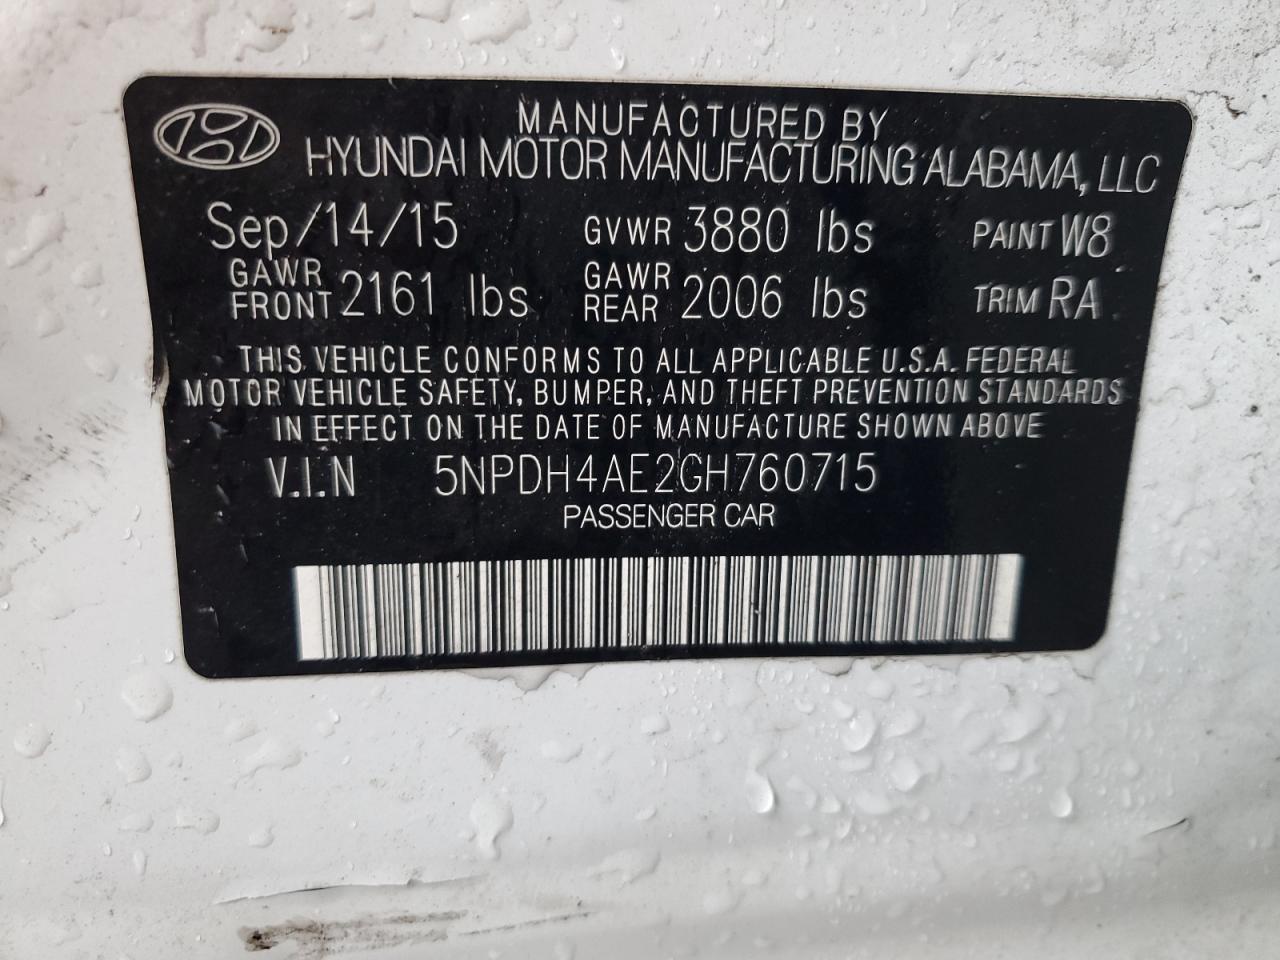 MANUFACTURED BY
HYUNDAI MOTOR MANUFACTURING ALABAMA, LLC
Sep/14/15 GVWR 3880 lbs PAINT W8
GAWR FRONT 2161 lbs GAWR REAR 2006 lbs TRIM RA
THIS VEHICLE CONFORMS TO ALL APPLICABLE U.S.A. FEDERAL
MOTOR VEHICLE SAFETY, BUMPER, AND THEFT PREVENTION STANDARDS
IN EFFECT ON THE DATE OF MANUFACTURE SHOWN ABOVE
V.I.N 5NPDH4AE2GH760715
PASSENGER CAR